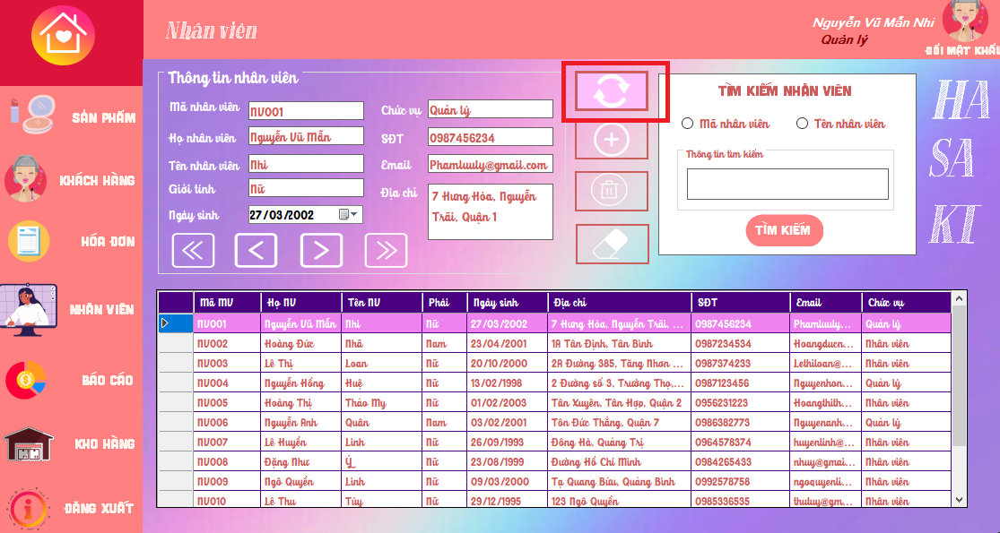 Nhân viên
Nguyễn Vũ Mẫn Nhi
Quản lý
ĐỔI MẬT KHẨU
SẢN PHẨM
KHÁCH HÀNG
HÓA ĐƠN
NHÂN VIÊN
BÁO CÁO
KHO HÀNG
ĐĂNG XUẤT
Thông tin nhân viên
Mã nhân viên NV001
Họ nhân viên Nguyễn Vũ Mẫn
Tên nhân viên Nhi
Giới tính Nữ
Ngày sinh 27/03/2002
Chức vụ Quản lý
SĐT 0987456234
Email Phamluuly@gmail.com
Địa chỉ 7 Hưng Hóa, Nguyễn
Trãi, Quận 1
TÌM KIẾM NHÂN VIÊN
Mã nhân viên Tên nhân viên
Thông tin tìm kiếm
TÌM KIẾM
HA
SA
KI
Mã MV Họ NV Tên NV Phái Ngày sinh Địa chỉ SĐT Email Chức vụ
NV001 Nguyễn Vũ Mẫn Nhi Nữ 27/03/2002 7 Hưng Hóa, Nguyễn Trãi, ... 0987456234 Phamluuly... Quản lý
NV002 Hoàng Đức Nhã Nam 23/04/2001 1A Tân Định, Tân Bình 0987234534 Hoangducn... Nhân viên
NV003 Lê Thị Loan Nữ 20/10/2000 2A Đường 385, Tăng Nhơn ... 0987374233 Lethiloan@... Nhân viên
NV004 Nguyễn Hồng Huệ Nữ 13/02/1998 2 Đường số 3, Trường Thọ,... 0987123456 Nguyenhon... Quản lý
NV005 Hoàng Thị Thảo My Nữ 01/02/2003 Tân Xuyên, Tân Hợp, Quận 2 0956231223 Hoangthith... Nhân viên
NV006 Nguyễn Anh Quân Nam 03/02/2001 Tôn Đức Thắng, Quận 7 0986382773 Nguyenanh... Quản lý
NV007 Lê Huyền Linh Nữ 26/09/1993 Đông Hà, Quảng Trị 0964578374 huyenlinh@... Nhân viên
NV008 Đặng Như Ý Nữ 23/08/1999 Đường Hồ Chí Minh 0984265433 nhuy@gmai... Nhân viên
NV009 Ngô Quyền Linh Nữ 09/03/2000 Tạ Quang Bửu, Quảng Bình 0992578758 ngoquyenli... Nhân viên
NV010 Lê Thu Túy Nữ 29/12/1995 123 Ngô Quyền 0985336535 thutuy@gm... Nhân viên